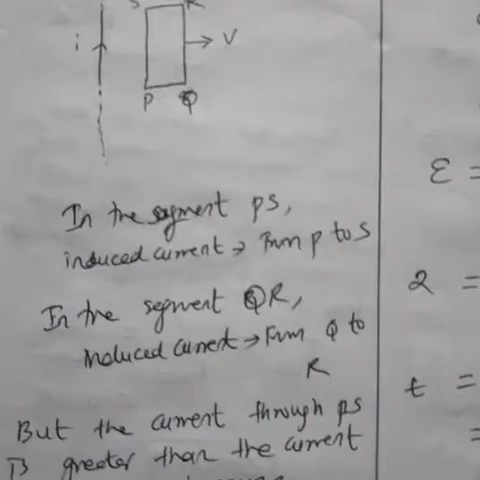 i
R
V
P Q
In the segment PS,
induced current → From p to S
In the segment QR,
induced current → From Q to
R
But the current through ps
is greater than the current
ε =
2 =
t =
=